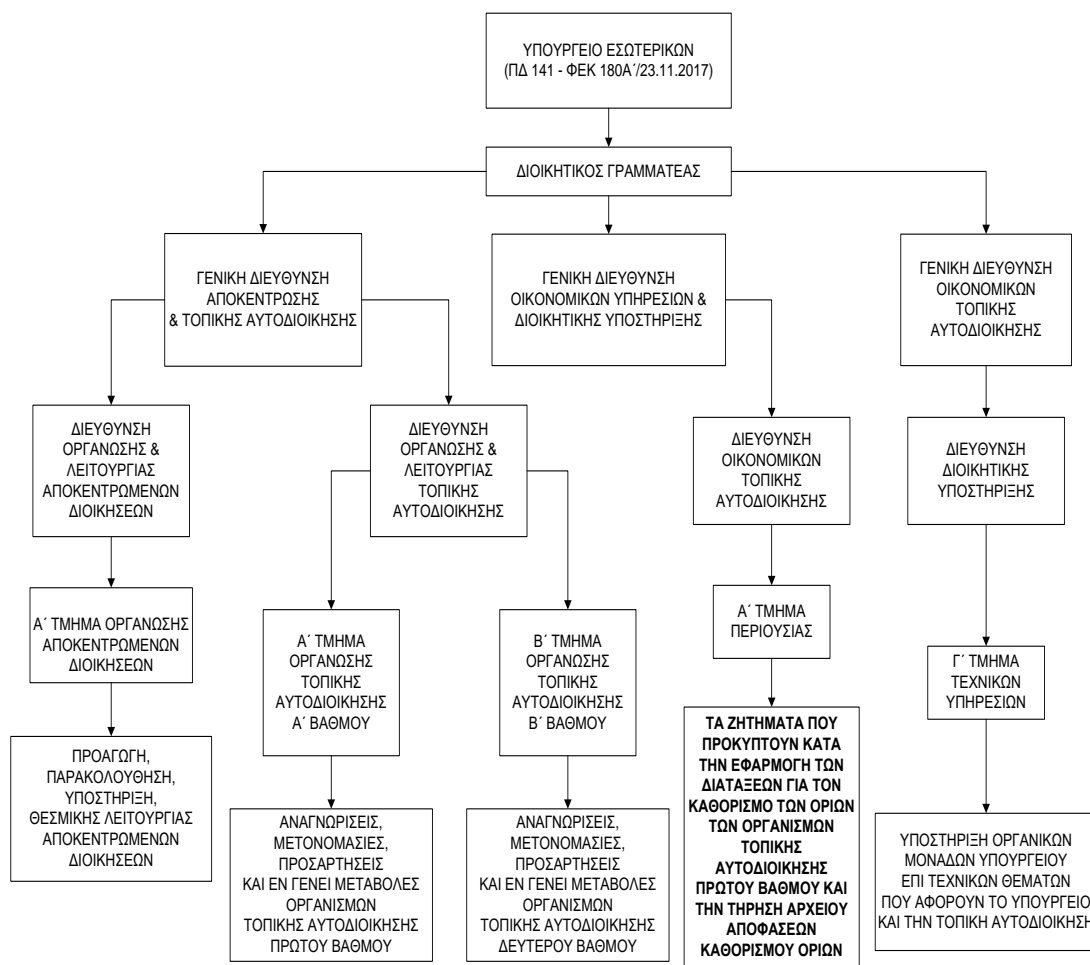 ΥΠΟΥΡΓΕΙΟ ΕΣΩΤΕΡΙΚΩΝ
(ΠΔ 141 - ΦΕΚ 180Α΄/23.11.2017)
ΔΙΟΙΚΗΤΙΚΟΣ ΓΡΑΜΜΑΤΕΑΣ
ΓΕΝΙΚΗ ΔΙΕΥΘΥΝΣΗ
ΑΠΟΚΕΝΤΡΩΣΗΣ
& ΤΟΠΙΚΗΣ ΑΥΤΟΔΙΟΙΚΗΣΗΣ
ΓΕΝΙΚΗ ΔΙΕΥΘΥΝΣΗ
ΟΙΚΟΝΟΜΙΚΩΝ ΥΠΗΡΕΣΙΩΝ &
ΔΙΟΙΚΗΤΙΚΗΣ ΥΠΟΣΤΗΡΙΞΗΣ
ΓΕΝΙΚΗ ΔΙΕΥΘΥΝΣΗ
ΟΙΚΟΝΟΜΙΚΩΝ
ΤΟΠΙΚΗΣ
ΑΥΤΟΔΙΟΙΚΗΣΗΣ
ΔΙΕΥΘΥΝΣΗ
ΟΡΓΑΝΩΣΗΣ &
ΛΕΙΤΟΥΡΓΙΑΣ
ΑΠΟΚΕΝΤΡΩΜΕΝΩΝ
ΔΙΟΙΚΗΣΕΩΝ
ΔΙΕΥΘΥΝΣΗ
ΟΡΓΑΝΩΣΗΣ &
ΛΕΙΤΟΥΡΓΙΑΣ
ΤΟΠΙΚΗΣ
ΑΥΤΟΔΙΟΙΚΗΣΗΣ
ΔΙΕΥΘΥΝΣΗ
ΟΙΚΟΝΟΜΙΚΩΝ
ΤΟΠΙΚΗΣ
ΑΥΤΟΔΙΟΙΚΗΣΗΣ
ΔΙΕΥΘΥΝΣΗ
ΔΙΟΙΚΗΤΙΚΗΣ
ΥΠΟΣΤΗΡΙΞΗΣ
Α΄ ΤΜΗΜΑ ΟΡΓΑΝΩΣΗΣ
ΑΠΟΚΕΝΤΡΩΜΕΝΩΝ
ΔΙΟΙΚΗΣΕΩΝ
Α΄ ΤΜΗΜΑ
ΟΡΓΑΝΩΣΗΣ
ΤΟΠΙΚΗΣ
ΑΥΤΟΔΙΟΙΚΗΣΗΣ
Α΄ ΒΑΘΜΟΥ
Β΄ ΤΜΗΜΑ
ΟΡΓΑΝΩΣΗΣ
ΤΟΠΙΚΗΣ
ΑΥΤΟΔΙΟΙΚΗΣΗΣ
Β΄ ΒΑΘΜΟΥ
Α΄ ΤΜΗΜΑ
ΠΕΡΙΟΥΣΙΑΣ
Γ΄ ΤΜΗΜΑ
ΤΕΧΝΙΚΩΝ
ΥΠΗΡΕΣΙΩΝ
ΠΡΟΑΓΩΓΗ,
ΠΑΡΑΚΟΛΟΥΘΗΣΗ,
ΥΠΟΣΤΗΡΙΞΗ,
ΘΕΣΜΙΚΗΣ ΛΕΙΤΟΥΡΓΙΑΣ
ΑΠΟΚΕΝΤΡΩΜΕΝΩΝ
ΔΙΟΙΚΗΣΕΩΝ
ΑΝΑΓΝΩΡΙΣΕΙΣ,
ΜΕΤΟΝΟΜΑΣΙΕΣ,
ΠΡΟΣΑΡΤΗΣΕΙΣ
ΚΑΙ ΕΝ ΓΕΝΕΙ ΜΕΤΑΒΟΛΕΣ
ΟΡΓΑΝΙΣΜΩΝ
ΤΟΠΙΚΗΣ ΑΥΤΟΔΙΟΙΚΗΣΗΣ
ΠΡΩΤΟΥ ΒΑΘΜΟΥ
ΑΝΑΓΝΩΡΙΣΕΙΣ,
ΜΕΤΟΝΟΜΑΣΙΕΣ,
ΠΡΟΣΑΡΤΗΣΕΙΣ
ΚΑΙ ΕΝ ΓΕΝΕΙ ΜΕΤΑΒΟΛΕΣ
ΟΡΓΑΝΙΣΜΩΝ
ΤΟΠΙΚΗΣ ΑΥΤΟΔΙΟΙΚΗΣΗΣ
ΔΕΥΤΕΡΟΥ ΒΑΘΜΟΥ
ΤΑ ΖΗΤΗΜΑΤΑ ΠΟΥ
ΠΡΟΚΥΠΤΟΥΝ ΚΑΤΑ
ΤΗΝ ΕΦΑΡΜΟΓΗ ΤΩΝ
ΔΙΑΤΑΞΕΩΝ ΓΙΑ ΤΟΝ
ΚΑΘΟΡΙΣΜΟ ΤΩΝ ΟΡΙΩΝ
ΤΩΝ ΟΡΓΑΝΙΣΜΩΝ
ΤΟΠΙΚΗΣ
ΑΥΤΟΔΙΟΙΚΗΣΗΣ
ΠΡΩΤΟΥ ΒΑΘΜΟΥ ΚΑΙ
ΤΗΝ ΤΗΡΗΣΗ ΑΡΧΕΙΟΥ
ΑΠΟΦΑΣΕΩΝ
ΚΑΘΟΡΙΣΜΟΥ ΟΡΙΩΝ
ΥΠΟΣΤΗΡΙΞΗ ΟΡΓΑΝΙΚΩΝ
ΜΟΝΑΔΩΝ ΥΠΟΥΡΓΕΙΟΥ
ΕΠΙ ΤΕΧΝΙΚΩΝ ΘΕΜΑΤΩΝ
ΠΟΥ ΑΦΟΡΟΥΝ ΤΟ ΥΠΟΥΡΓΕΙΟ
ΚΑΙ ΤΗΝ ΤΟΠΙΚΗ ΑΥΤΟΔΙΟΙΚΗΣΗ